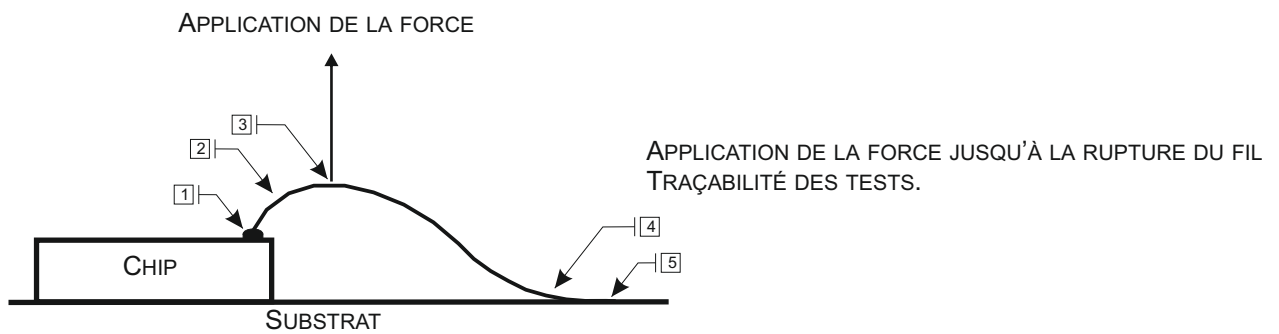 APPLICATION DE LA FORCE
3
2
1
APPLICATION DE LA FORCE JUSQU'À LA RUPTURE DU FIL
TRAÇABILITÉ DES TESTS.
4
5
CHIP
SUBSTRAT